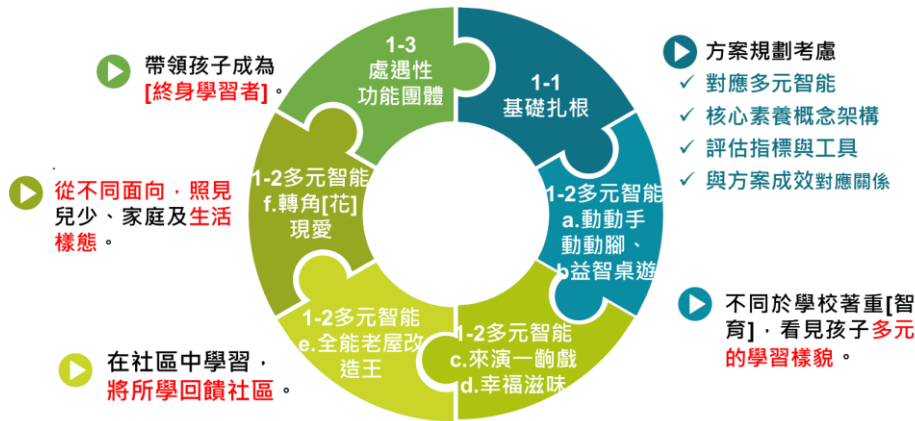 1-3
處遇性
功能團體
1-1
基礎扎根
1-2多元智能
a.動動手
動動腳、
b益智桌遊
1-2多元智能
c.來演一齣戲
d.幸福滋味
1-2多元智能
e.全能老屋改
造王
1-2多元智能
f.轉角[花]
現愛
帶領孩子成為
[終身學習者]。
從不同面向，照見
兒少、家庭及生活
樣態。
在社區中學習，
將所學回饋社區。
方案規劃考慮
✓ 對應多元智能
✓ 核心素養概念架構
✓ 評估指標與工具
✓ 與方案成效對應關係
不同於學校著重[智
育]，看見孩子多元
的學習樣貌。